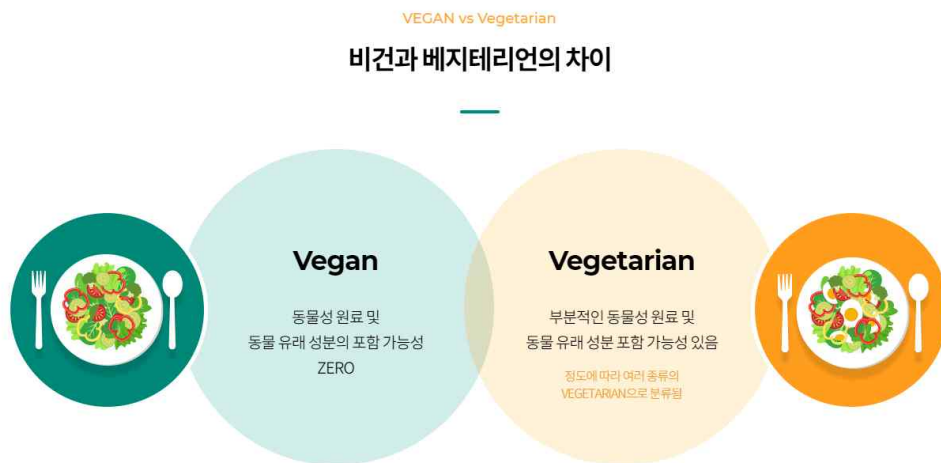 VEGAN vs Vegetarian
비건과 베지테리언의 차이
Vegan
동물성 원료 및
동물 유래 성분의 포함 가능성
ZERO
Vegetarian
부분적인 동물성 원료 및
동물 유래 성분 포함 가능성 있음
정도에 따라 여러 종류의
VEGETARIAN으로 분류됨